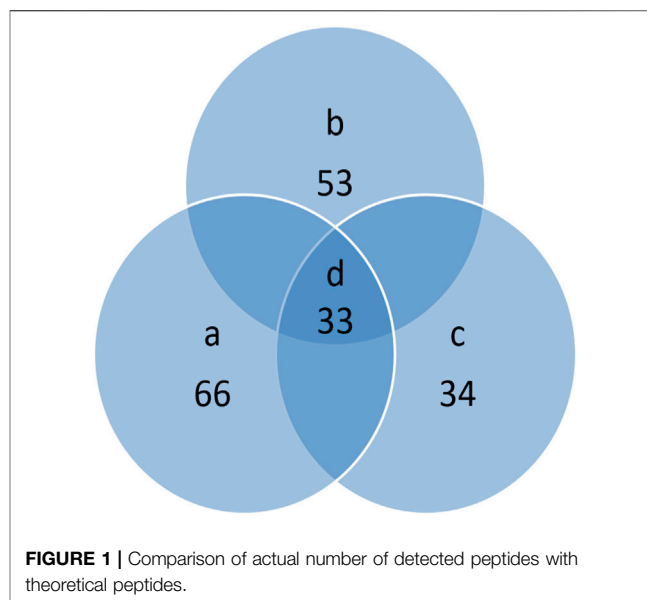 b
53
d
33
a
66
c
34
FIGURE 1 | Comparison of actual number of detected peptides with
theoretical peptides.